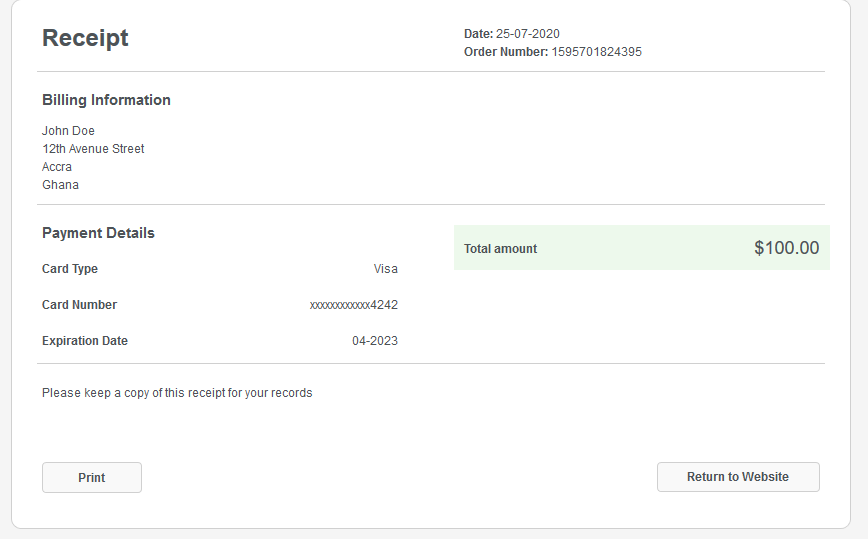 Receipt
Date: 25-07-2020
Order Number: 1595701824395
Billing Information
John Doe
12th Avenue Street
Accra
Ghana
Payment Details
Total amount $100.00
Card Type Visa
Card Number xxxxxxxxxxxx4242
Expiration Date 04-2023
Please keep a copy of this receipt for your records
Print
Return to Website